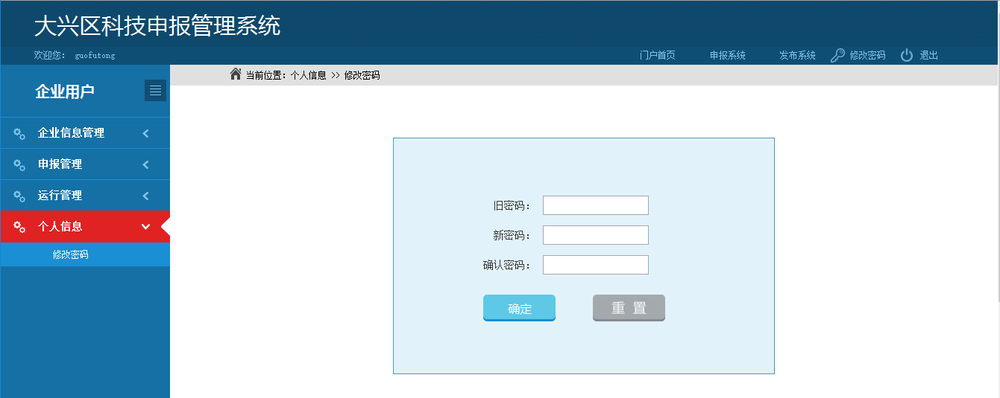 大兴区科技申报管理系统
欢迎您： guofutong
门户首页 申报系统 发布系统 修改密码 退出
企业用户
当前位置：个人信息 >> 修改密码
企业信息管理
申报管理
运行管理
个人信息
修改密码
旧密码：
新密码：
确认密码：
确定 重 置